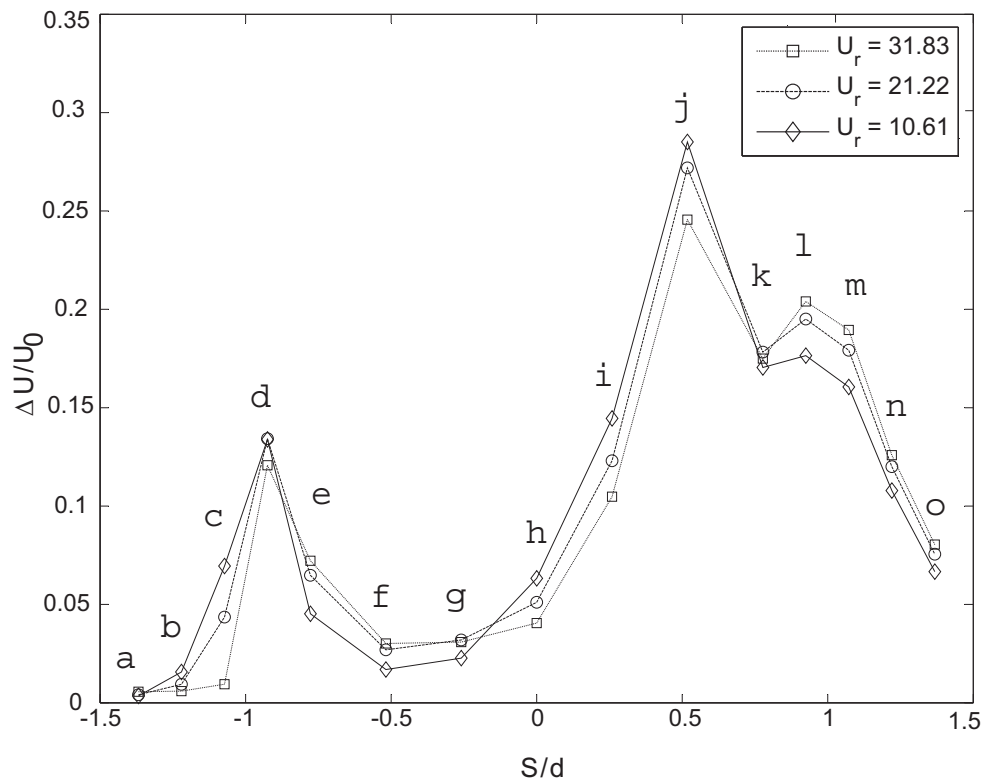 0.35
0.3
0.25
0.2
0.15
0.1
0.05
0
ΔU/U0
U_r = 31.83
U_r = 21.22
U_r = 10.61
a
b
c
d
e
f
g
h
i
j
k
l
m
n
o
-1.5
-1
-0.5
0
0.5
1
1.5
S/d